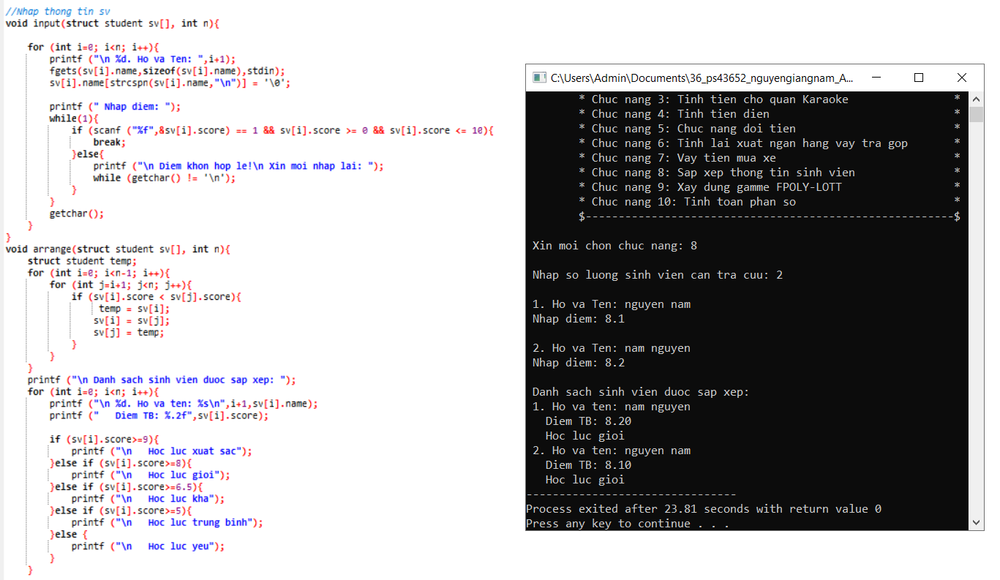 //Nhap thong tin sv
void input(struct student sv[], int n){
for (int i=0; i<n; i++){
printf ("\n %d. Ho va Ten: ",i+1);
fgets(sv[i].name,sizeof(sv[i].name),stdin);
sv[i].name[strcspn(sv[i].name,"\n")] = '\0';
printf (" Nhap diem: ");
while(1){
if (scanf ("%f",&sv[i].score) == 1 && sv[i].score >= 0 && sv[i].score <= 10){
break;
}else{
printf ("\n Diem khon hop le!\n Xin moi nhap lai: ");
while (getchar() != '\n');
}
}
getchar();
}
}
void arrange(struct student sv[], int n){
struct student temp;
for (int i=0; i<n-1; i++){
for (int j=i+1; j<n; j++){
if (sv[i].score < sv[j].score){
temp = sv[i];
sv[i] = sv[j];
sv[j] = temp;
}
}
}
printf ("\n Danh sach sinh vien duoc sap xep: ");
for (int i=0; i<n; i++){
printf ("\n %d. Ho va ten: %s\n",i+1,sv[i].name);
printf ("   Diem TB: %.2f",sv[i].score);
if (sv[i].score>=9){
printf ("\n   Hoc luc xuat sac");
}else if (sv[i].score>=8){
printf ("\n   Hoc luc gioi");
}else if (sv[i].score>=6.5){
printf ("\n   Hoc luc kha");
}else if (sv[i].score>=5){
printf ("\n   Hoc luc trung binh");
}else {
printf ("\n   Hoc luc yeu");
}
}
C:\Users\Admin\Documents\36_ps43652_nguyengiangnam_A...
* Chuc nang 3: Tinh tien cho quan Karaoke *
* Chuc nang 4: Tinh tien dien *
* Chuc nang 5: Chuc nang doi tien *
* Chuc nang 6: Tinh lai xuat ngan hang vay tra gop *
* Chuc nang 7: Vay tien mua xe *
* Chuc nang 8: Sap xep thong tin sinh vien *
* Chuc nang 9: Xay dung gamme FPOLY-LOTT *
* Chuc nang 10: Tinh toan phan so *
$--------------------------------------------------------$
Xin moi chon chuc nang: 8
Nhap so luong sinh vien can tra cuu: 2
1. Ho va Ten: nguyen nam
Nhap diem: 8.1
2. Ho va Ten: nam nguyen
Nhap diem: 8.2
Danh sach sinh vien duoc sap xep:
1. Ho va ten: nam nguyen
Diem TB: 8.20
Hoc luc gioi
2. Ho va ten: nguyen nam
Diem TB: 8.10
Hoc luc gioi
--------------------------------
Process exited after 23.81 seconds with return value 0
Press any key to continue . . .